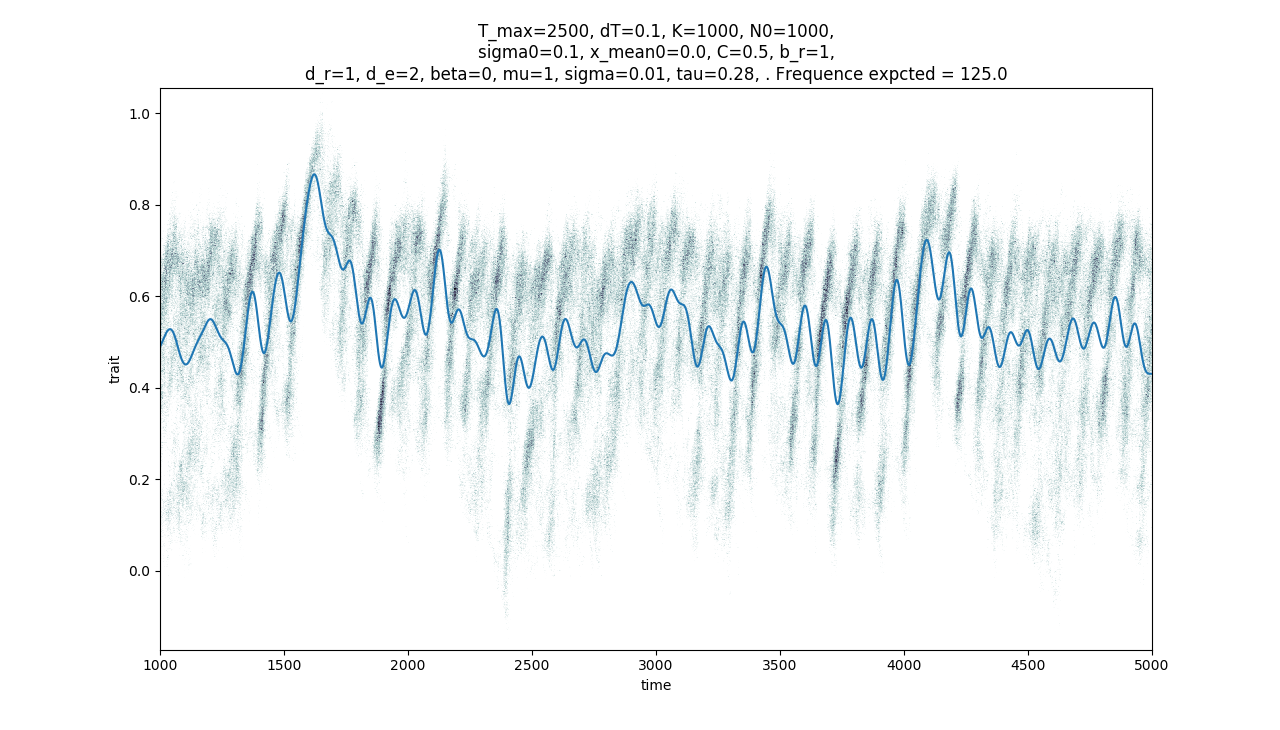 T_max=2500, dT=0.1, K=1000, N0=1000,
sigma0=0.1, x_mean0=0.0, C=0.5, b_r=1,
d_r=1, d_e=2, beta=0, mu=1, sigma=0.01, tau=0.28, . Frequence expcted = 125.0
1.0
0.8
0.6
0.4
0.2
0.0
trait
1000 1500 2000 2500 3000 3500 4000 4500 5000
time